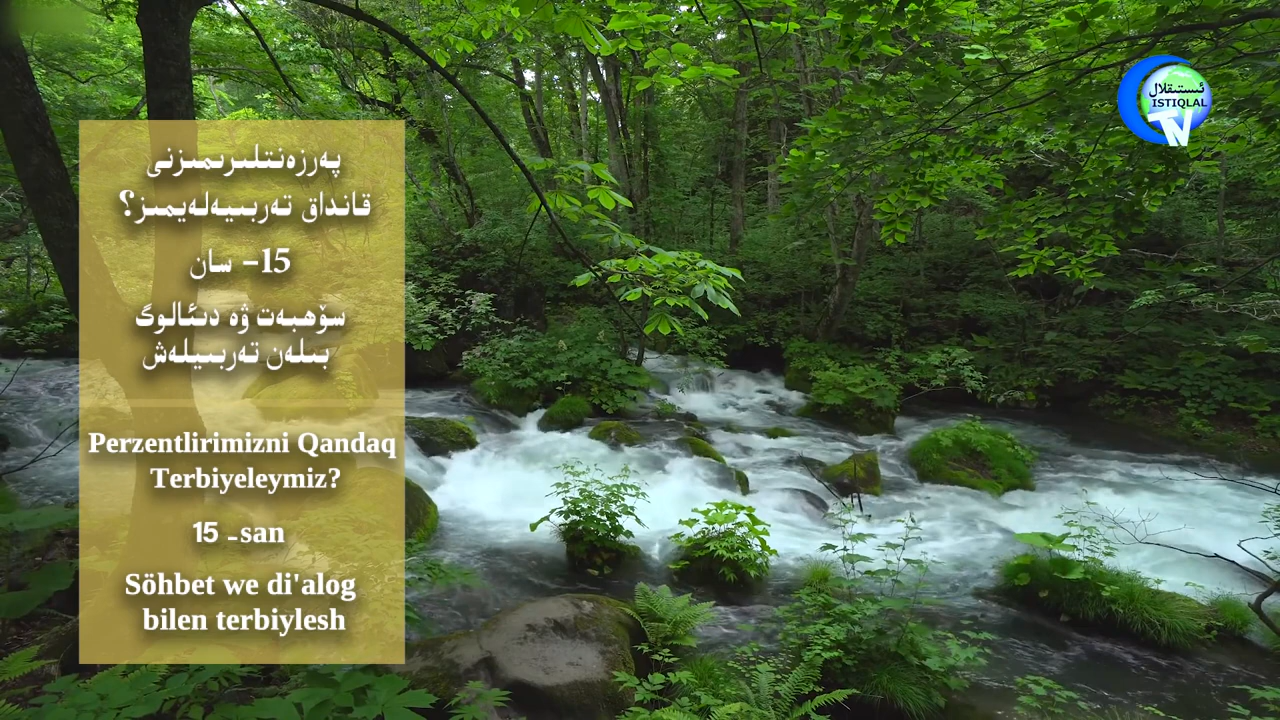 پەرزەنتلىرىمىزنى
قانداق تەربىيەلەيمىز؟
15- سان
سۆھبەت ۋە دىئالوگ
بىلەن تەربىيلەش
Perzentlirimizni Qandaq
Terbiyeleymiz?
15 -san
Söhbet we di'alog
bilen terbiylesh
ئىستىقلال
ISTIQLAL
TV